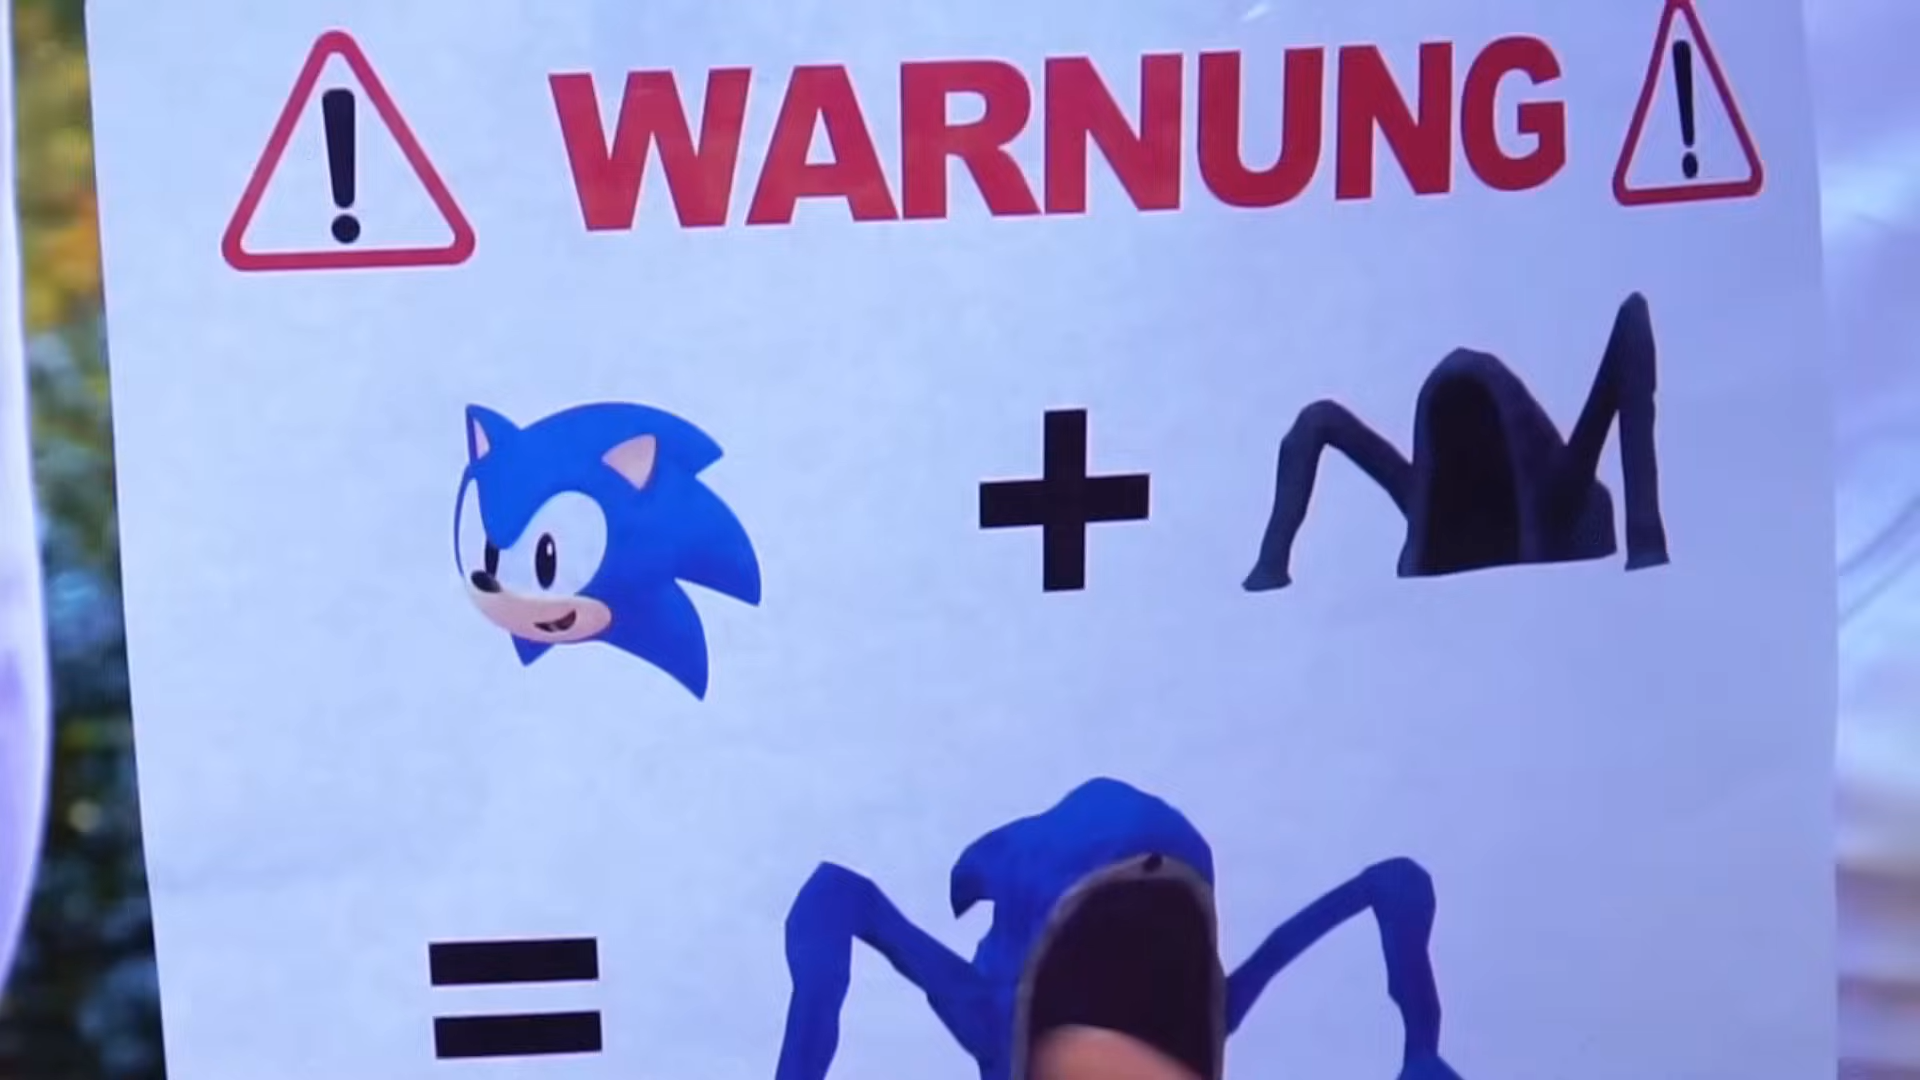 WARNUNG
+
=